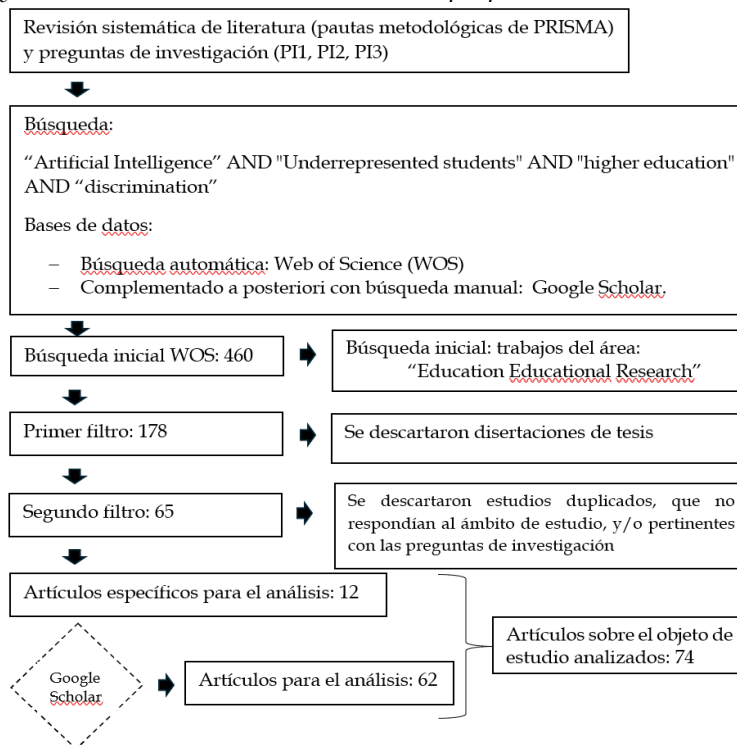 Revisión sistemática de literatura (pautas metodológicas de PRISMA)
y preguntas de investigación (PI1, PI2, PI3)
Búsqueda:
“Artificial Intelligence” AND "Underrepresented students" AND "higher education"
AND “discrimination”
Bases de datos:
– Búsqueda automática: Web of Science (WOS)
– Complementado a posteriori con búsqueda manual: Google Scholar.
Búsqueda inicial WOS: 460
Búsqueda inicial: trabajos del área:
“Education Educational Research”
Primer filtro: 178
Se descartaron disertaciones de tesis
Segundo filtro: 65
Se descartaron estudios duplicados, que no
respondían al ámbito de estudio, y/o pertinentes
con las preguntas de investigación
Artículos específicos para el análisis: 12
Google
Scholar
Artículos para el análisis: 62
Artículos sobre el objeto de
estudio analizados: 74